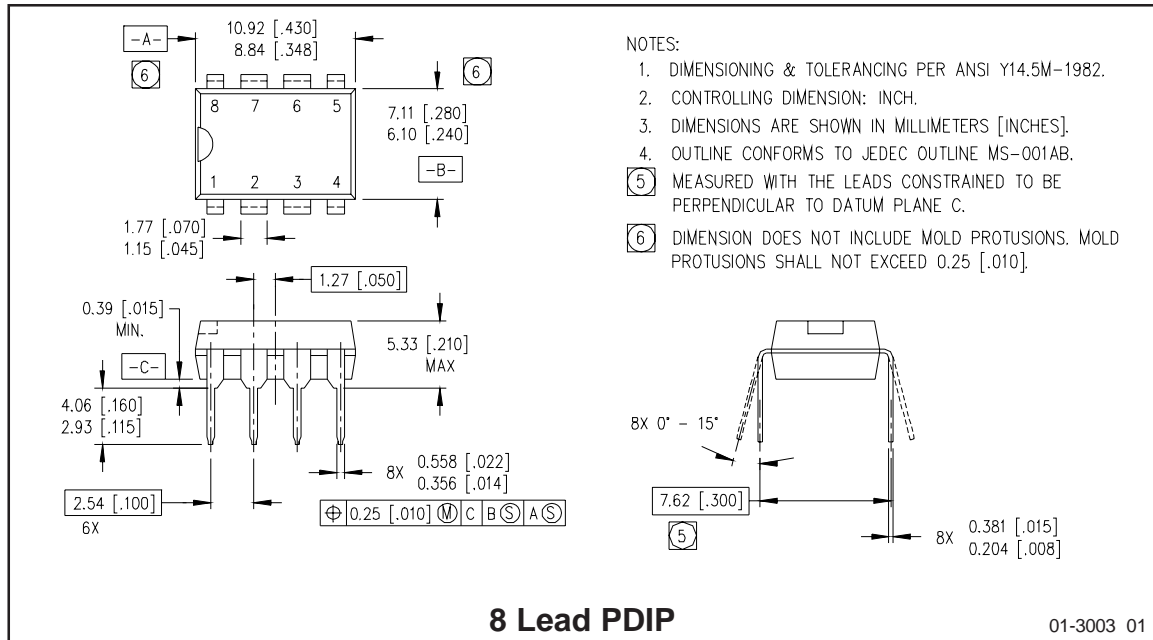 10.92 [.430]
8.84 [.348]
-A-
6
6
8 7 6 5
7.11 [.280]
6.10 [.240]
-B-
1 2 3 4
1.77 [.070]
1.15 [.045]
1.27 [.050]
0.39 [.015]
MIN.
5.33 [.210]
MAX
-C-
4.06 [.160]
2.93 [.115]
8X 0.558 [.022]
0.356 [.014]
2.54 [.100]
6X
⌖ 0.25 [.010] Ⓜ C B Ⓢ A Ⓢ
NOTES:
1. DIMENSIONING & TOLERANCING PER ANSI Y14.5M-1982.
2. CONTROLLING DIMENSION: INCH.
3. DIMENSIONS ARE SHOWN IN MILLIMETERS [INCHES].
4. OUTLINE CONFORMS TO JEDEC OUTLINE MS-001AB.
5 MEASURED WITH THE LEADS CONSTRAINED TO BE
PERPENDICULAR TO DATUM PLANE C.
6 DIMENSION DOES NOT INCLUDE MOLD PROTUSIONS. MOLD
PROTUSIONS SHALL NOT EXCEED 0.25 [.010].
8X 0° - 15°
7.62 [.300]
5
8X 0.381 [.015]
0.204 [.008]
8 Lead PDIP
01-3003 01